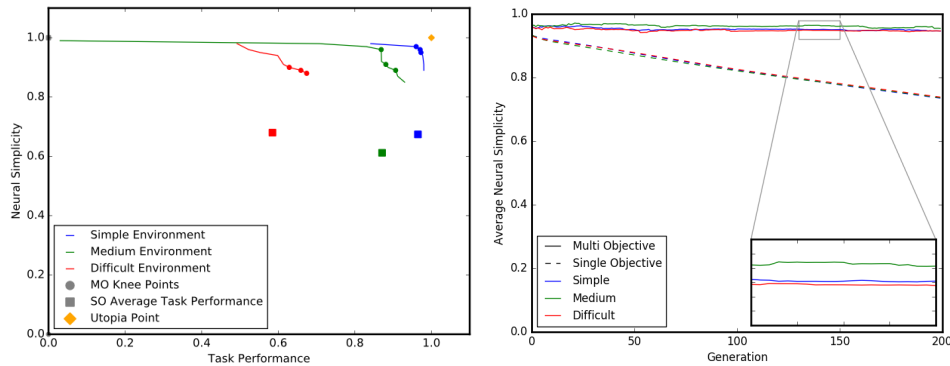 1.0
0.8
0.6
0.4
0.2
0.0
Neural Simplicity
Simple Environment
Medium Environment
Difficult Environment
MO Knee Points
SO Average Task Performance
Utopia Point
0.0 0.2 0.4 0.6 0.8 1.0
Task Performance
1.0
0.8
0.6
0.4
0.2
0.0
Average Neural Simplicity
Multi Objective
Single Objective
Simple
Medium
Difficult
0 50 100 150 200
Generation